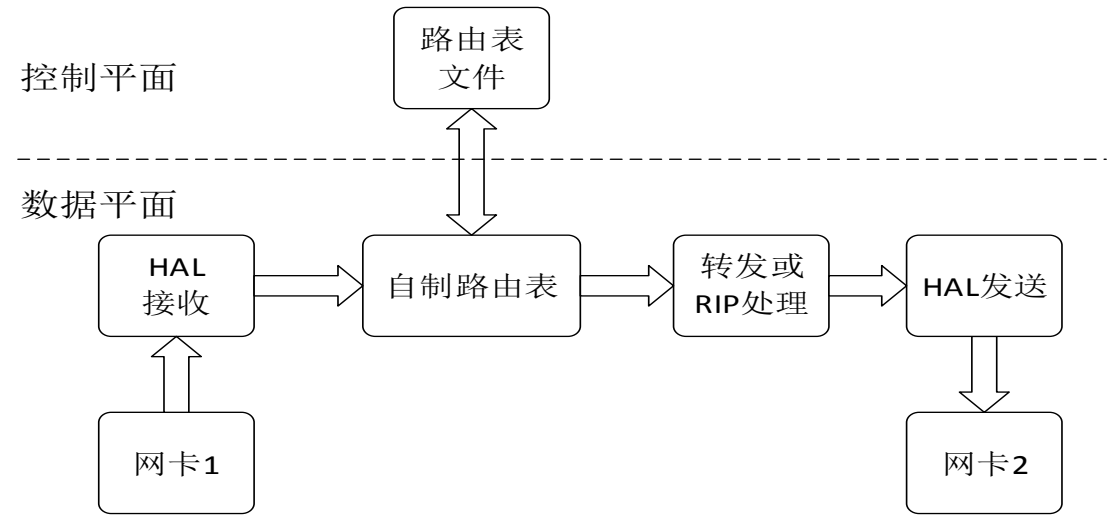 路由表
文件
控制平面
数据平面
HAL
接收
自制路由表
转发或
RIP处理
HAL发送
网卡1
网卡2